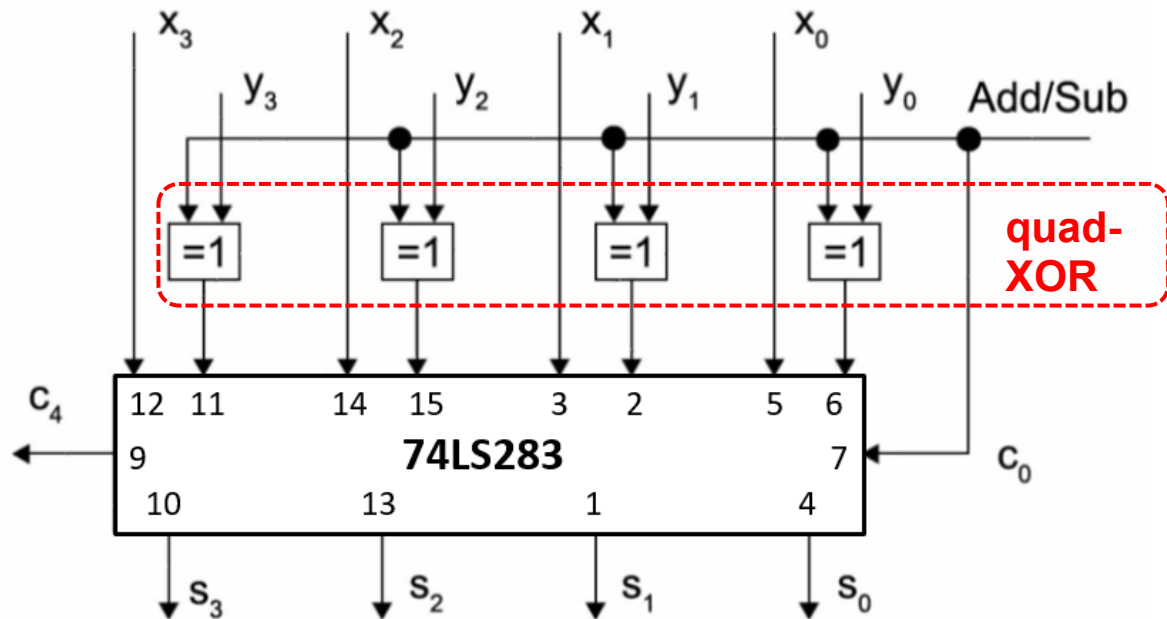 x₃ x₂ x₁ x₀
y₃ y₂ y₁ y₀ Add/Sub
=1 =1 =1 =1 quad-
XOR
c₄ 12 11 14 15 3 2 5 6
9 74LS283 7 c₀
10 13 1 4
s₃ s₂ s₁ s₀